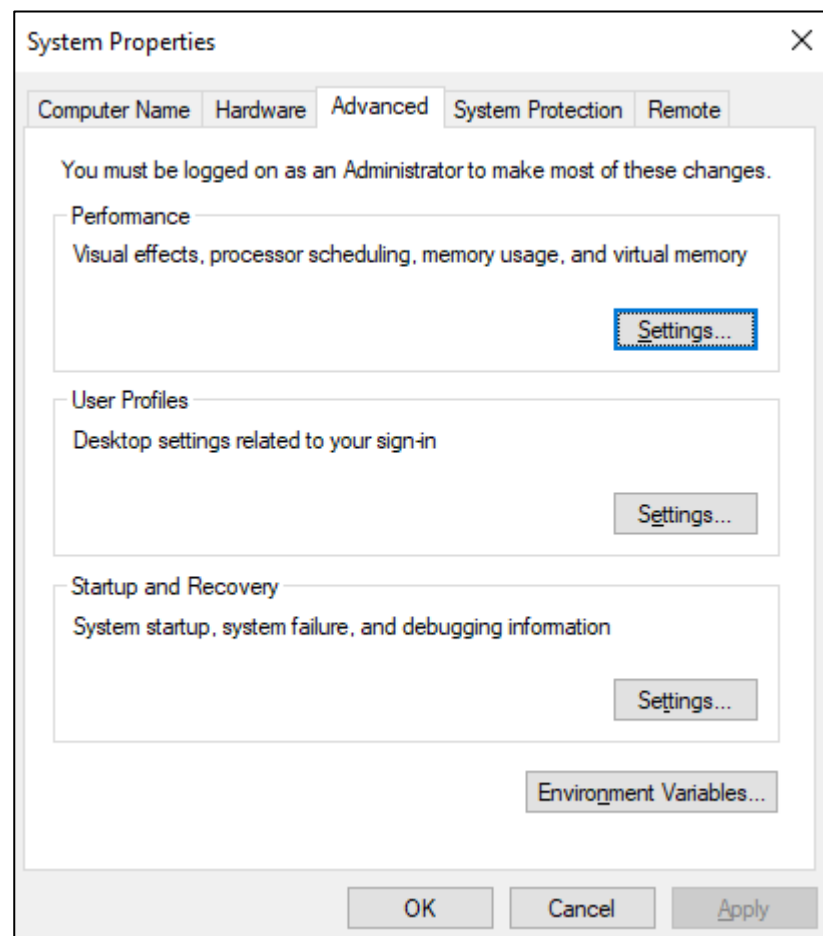 System Properties
Computer Name Hardware Advanced System Protection Remote
You must be logged on as an Administrator to make most of these changes.
Performance
Visual effects, processor scheduling, memory usage, and virtual memory
Settings...
User Profiles
Desktop settings related to your sign-in
Settings...
Startup and Recovery
System startup, system failure, and debugging information
Settings...
Environment Variables...
OK Cancel Apply